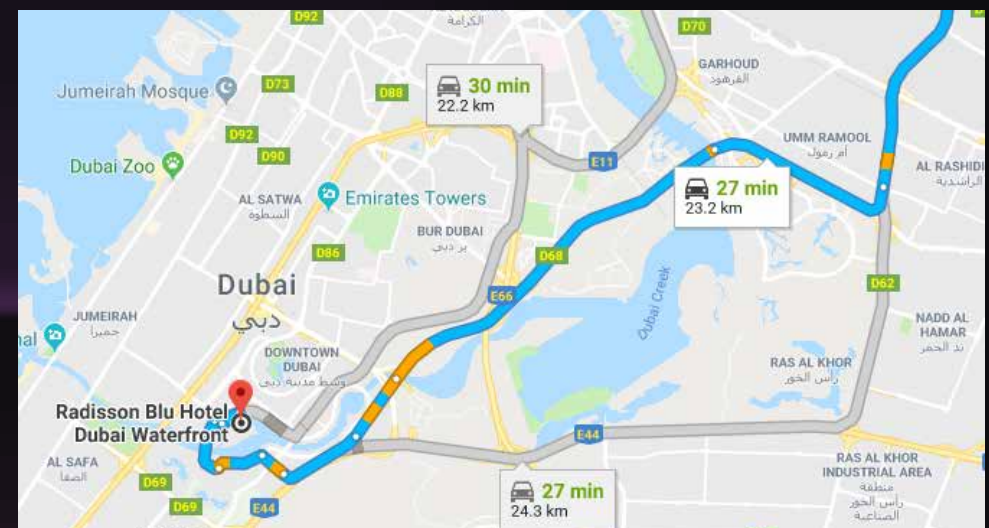 D92
الكرامة
D70
GARHOUD
القرهود
Jumeirah Mosque
D73
D88
30 min
22.2 km
D92
UMM RAMOOL
أم رمول
D90
E11
AL RASHIDI
الراشدية
Dubai Zoo
27 min
23.2 km
AL SATWA
السطوة
Emirates Towers
BUR DUBAI
بر دبي
D86
D68
Dubai
دبي
E66
Dubai Creek
D62
JUMEIRAH
جميرا
nal
NADD AL
HAMAR
ند الحمر
DOWNTOWN
DUBAI
وسط مدينة دبي
RAS AL KHOR
رأس الخور
Radisson Blu Hotel
Dubai Waterfront
E44
AL SAFA
الصفا
D69
RAS AL KHOR
INDUSTRIAL AREA
منطقة
رأس الخور
الصناعية
27 min
24.3 km
D69
E44